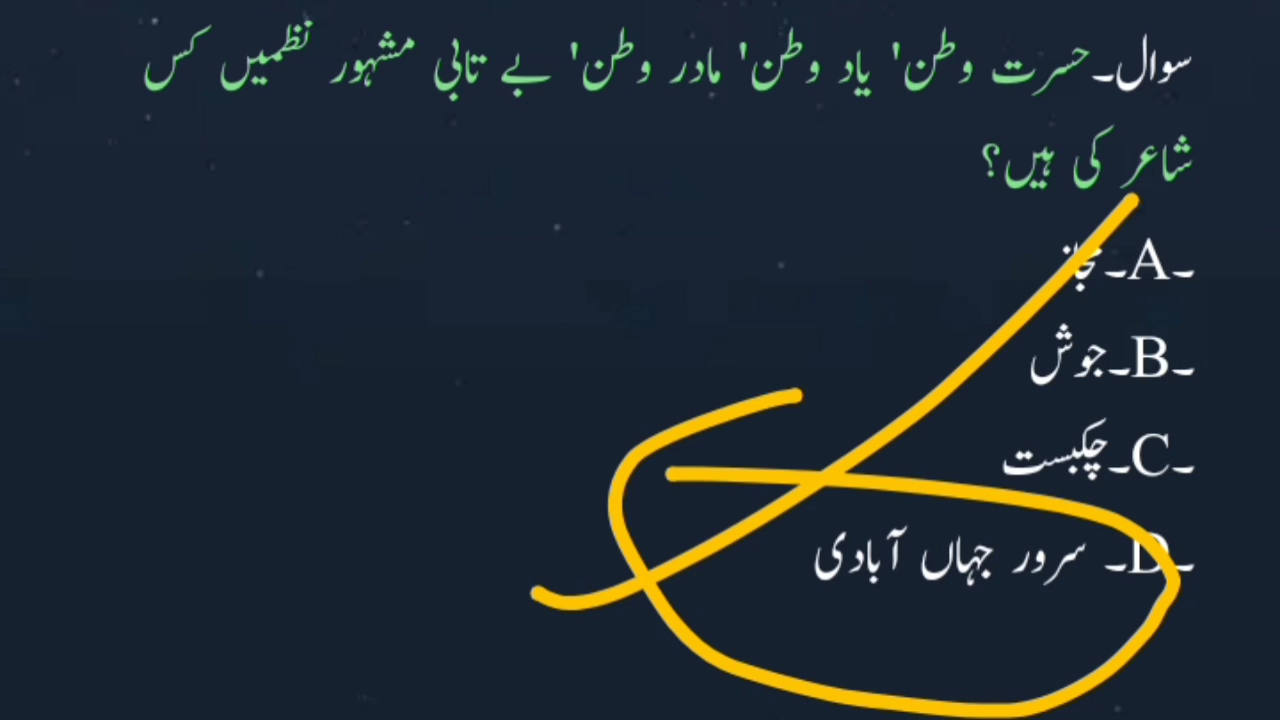 سوال۔حسرت وطن' یاد وطن' مادر وطن' بے تابی مشہور نظمیں کس
شاعر کی ہیں؟
۔A۔مجاز
۔B۔جوش
۔C۔چکبست
۔D۔ سرور جہاں آبادی